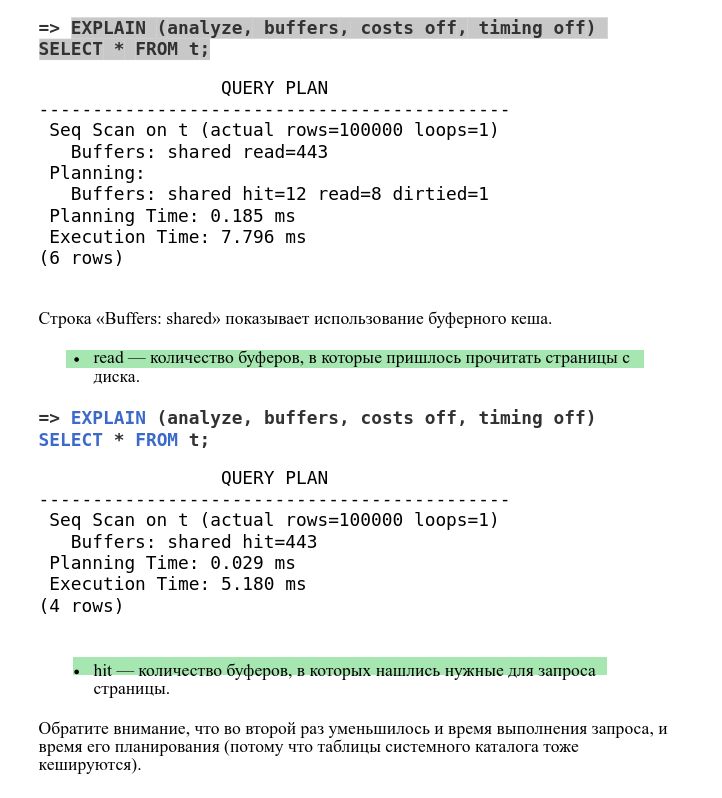 => EXPLAIN (analyze, buffers, costs off, timing off)
SELECT * FROM t;
QUERY PLAN
--------------------------------------------
Seq Scan on t (actual rows=100000 loops=1)
Buffers: shared read=443
Planning:
Buffers: shared hit=12 read=8 dirtied=1
Planning Time: 0.185 ms
Execution Time: 7.796 ms
(6 rows)
Строка «Buffers: shared» показывает использование буферного кеша.
• read — количество буферов, в которые пришлось прочитать страницы с
диска.
=> EXPLAIN (analyze, buffers, costs off, timing off)
SELECT * FROM t;
QUERY PLAN
--------------------------------------------
Seq Scan on t (actual rows=100000 loops=1)
Buffers: shared hit=443
Planning Time: 0.029 ms
Execution Time: 5.180 ms
(4 rows)
• hit — количество буферов, в которых нашлись нужные для запроса
страницы.
Обратите внимание, что во второй раз уменьшилось и время выполнения запроса, и
время его планирования (потому что таблицы системного каталога тоже
кешируются).